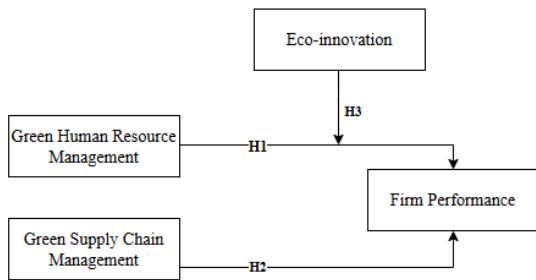 Eco-innovation
H3
Green Human Resource
Management
H1
Firm Performance
Green Supply Chain
Management
H2